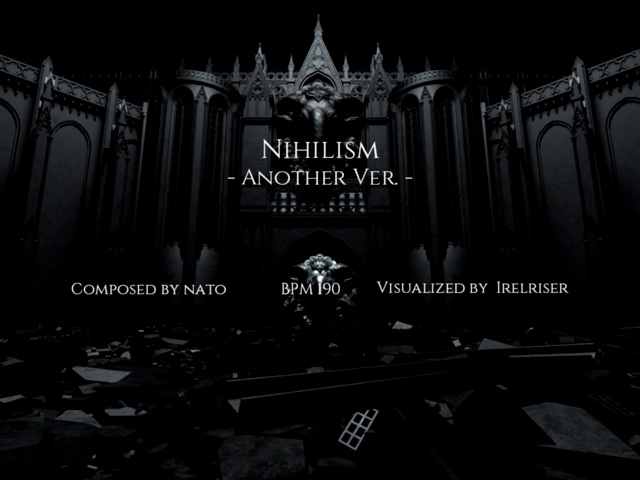 Nihilism
- Another Ver. -
Composed by nato
BPM 190
Visualized by Irelriser